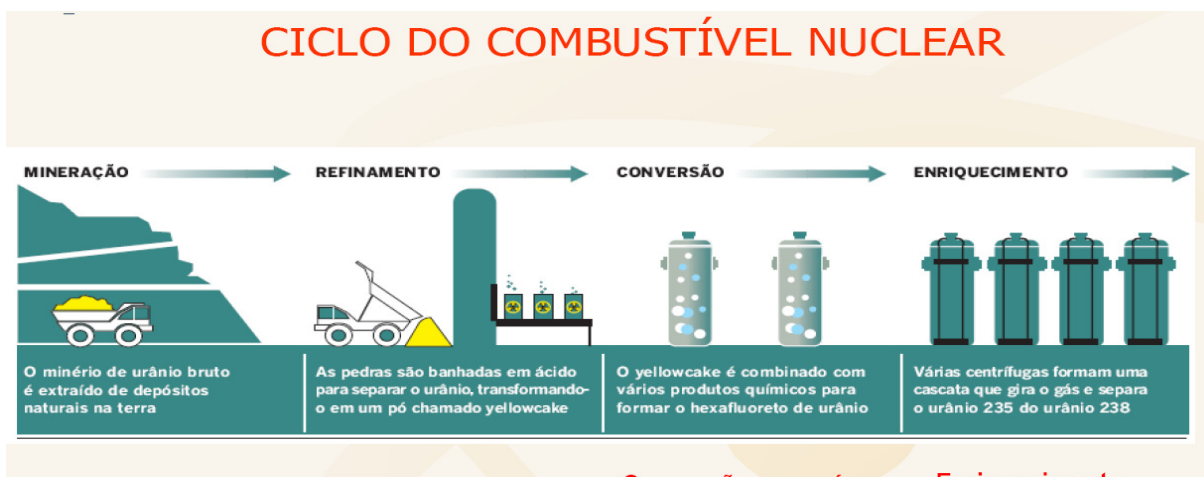 CICLO DO COMBUSTÍVEL NUCLEAR
MINERAÇÃO
REFINAMENTO
CONVERSÃO
ENRIQUECIMENTO
O minério de urânio bruto
é extraído de depósitos
naturais na terra
As pedras são banhadas em ácido
para separar o urânio, transformando-
o em um pó chamado yellowcake
O yellowcake é combinado com
vários produtos químicos para
formar o hexafluoreto de urânio
Várias centrífugas formam uma
cascata que gira o gás e separa
o urânio 235 do urânio 238